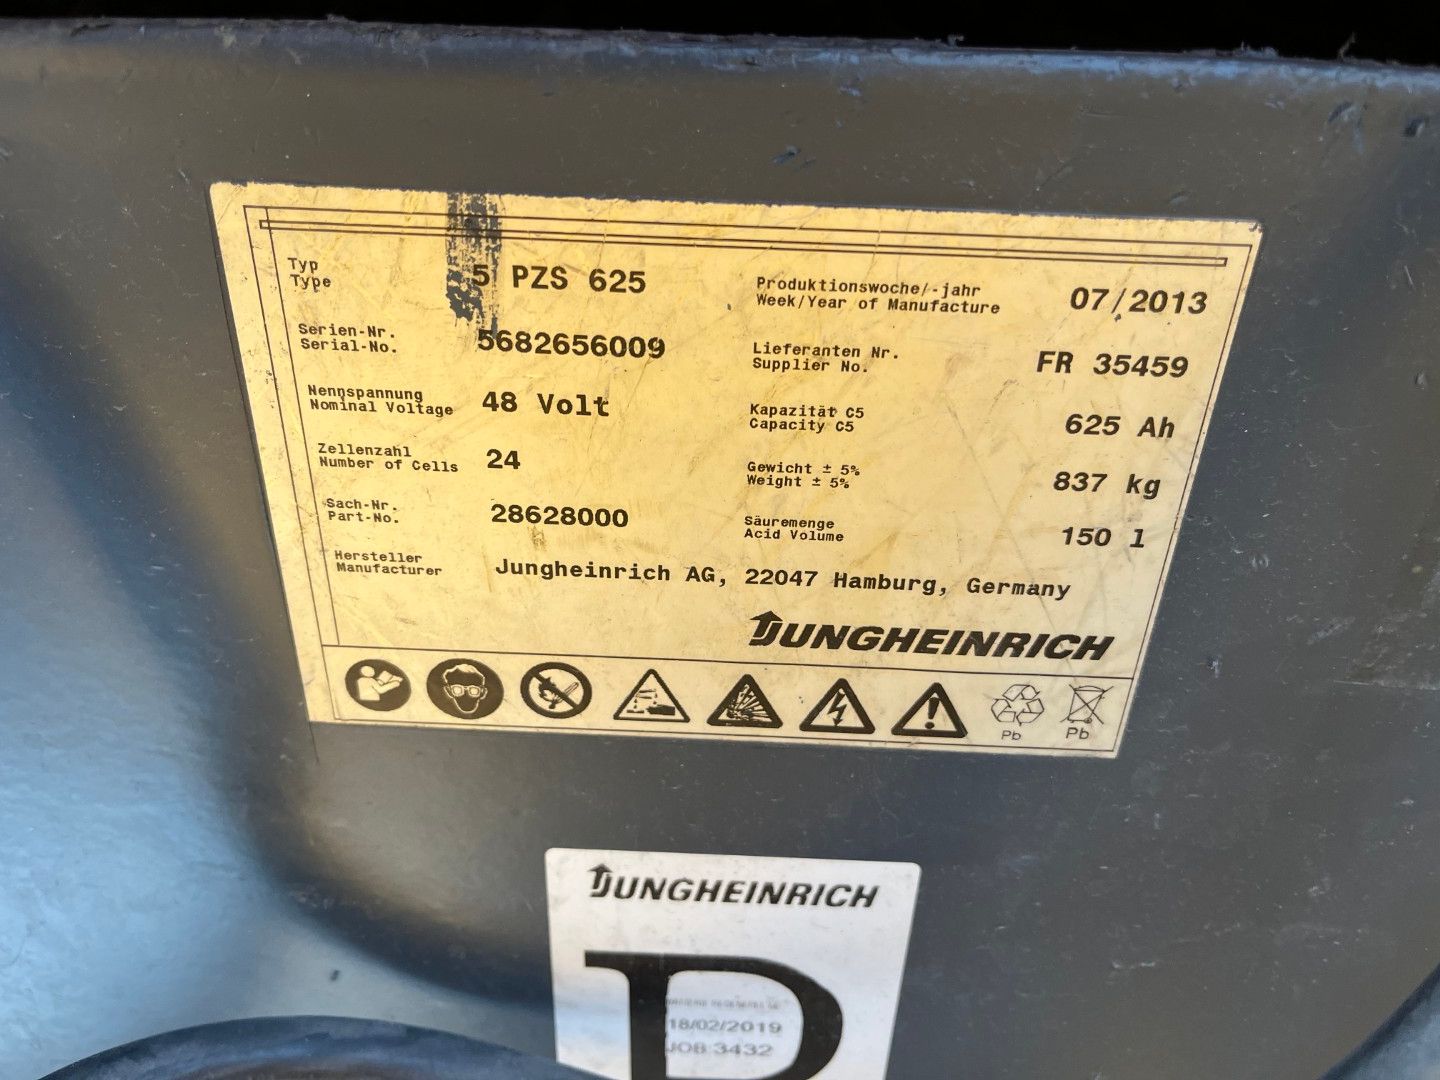 Typ
Type
5 PZS 625
Produktionswoche/-jahr
Week/Year of Manufacture
07/2013
Serien-Nr.
Serial-No.
5682656009
Lieferanten Nr.
Supplier No.
FR 35459
Nennspannung
Nominal Voltage
48 Volt
Kapazität C5
Capacity C5
625 Ah
Zellenzahl
Number of Cells
24
Gewicht ± 5%
Weight ± 5%
837 kg
Sach-Nr.
Part-No.
28628000
Säuremenge
Acid Volume
150 l
Hersteller
Manufacturer
Jungheinrich AG, 22047 Hamburg, Germany
JUNGHEINRICH
Pb
Pb
JUNGHEINRICH
18/02/2019
JOB:3432